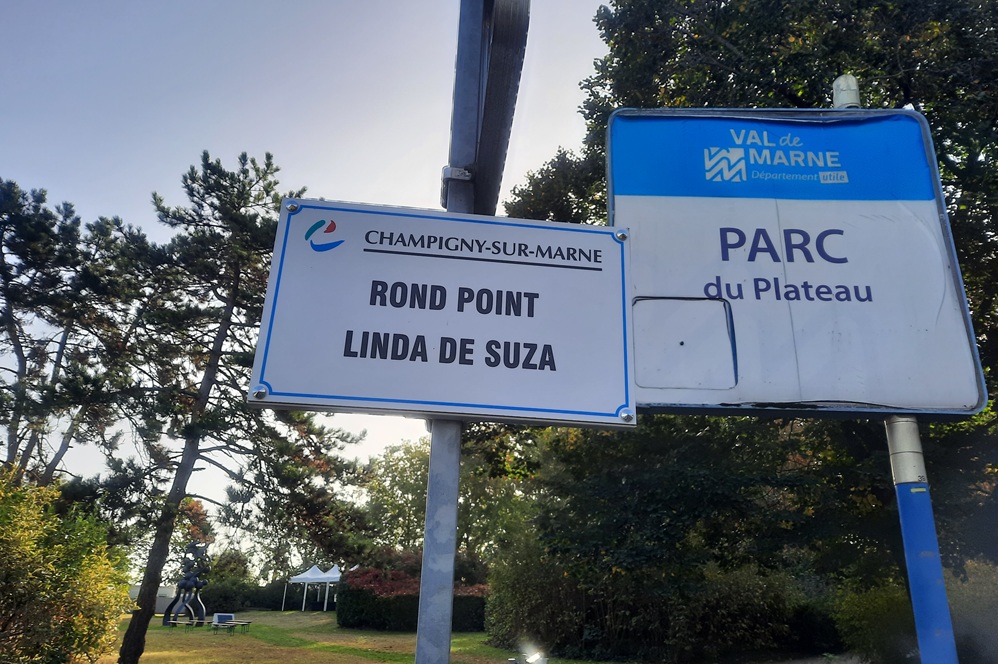 CHAMPIGNY-SUR-MARNE
ROND POINT
LINDA DE SUZA
VAL de
MARNE
Département utile
PARC
du Plateau